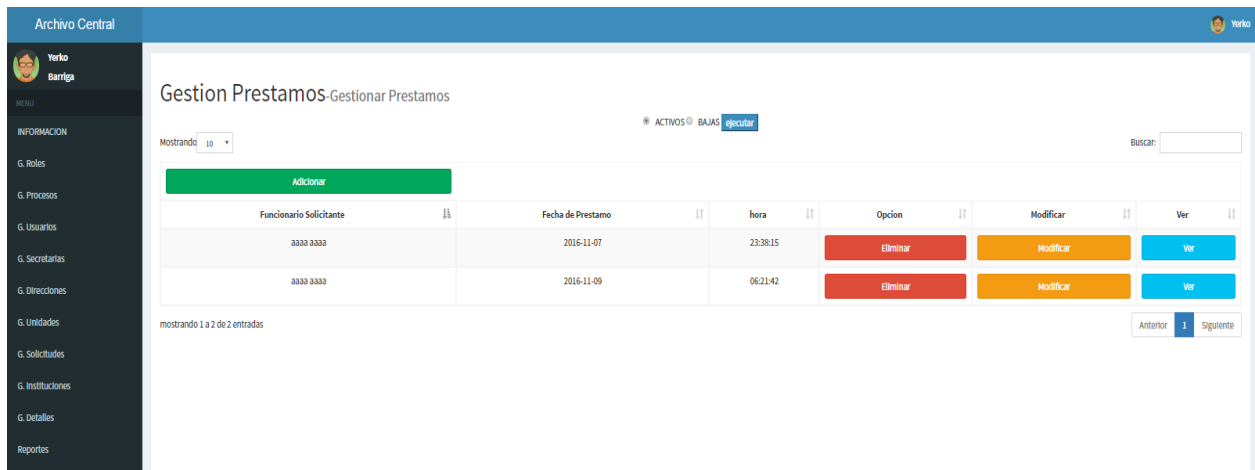 Archivo Central
Yerko
Yerko
Barriga
MENU
INFORMACION
G. Roles
G. Procesos
G. Usuarios
G. Secretarias
G. Direcciones
G. Unidades
G. Solicitudes
G. Instituciones
G. Detalles
Reportes
Gestion Prestamos-Gestionar Prestamos
ACTIVOS BAJAS ejecutar
Mostrando 10
Buscar:
Adicionar
Funcionario Solicitante Fecha de Prestamo hora Opcion Modificar Ver
aaaa aaaa 2016-11-07 23:38:15 Eliminar Modificar Ver
aaaa aaaa 2016-11-09 06:21:42 Eliminar Modificar Ver
mostrando 1 a 2 de 2 entradas
Anterior 1 Siguiente